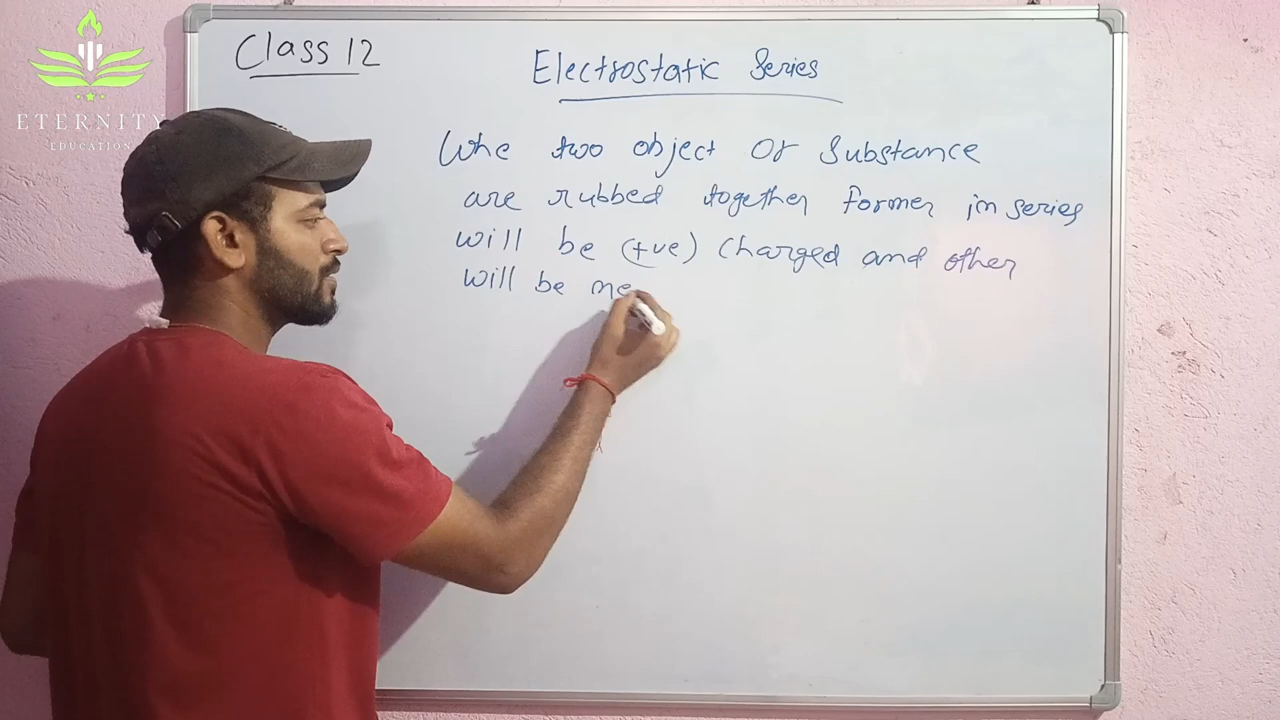 ETERNITY
EDUCATION
Class 12
Electrostatic Series
Whe two object Or Substance
are rubbed together former in series
will be (+ve) Charged and other
will be ne